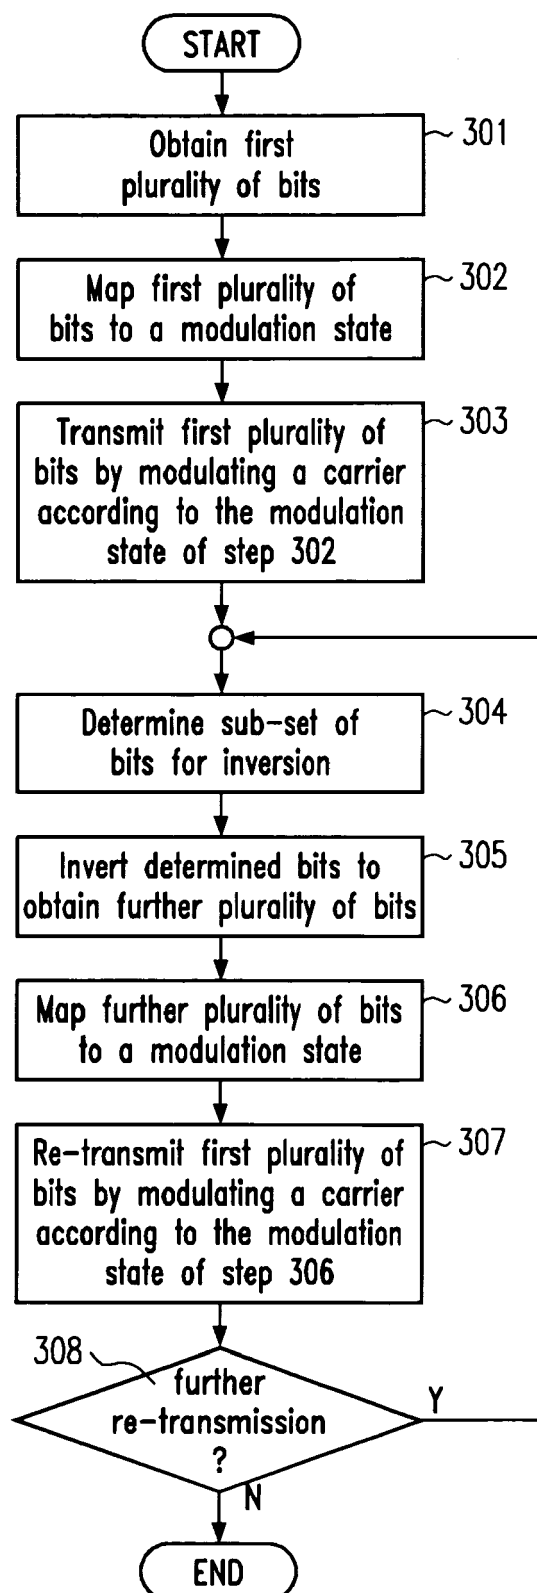 START
301
Obtain first
plurality of bits
302
Map first plurality of
bits to a modulation state
303
Transmit first plurality of
bits by modulating a carrier
according to the modulation
state of step 302
304
Determine sub-set of
bits for inversion
305
Invert determined bits to
obtain further plurality of bits
306
Map further plurality of bits
to a modulation state
307
Re-transmit first plurality of
bits by modulating a carrier
according to the modulation
state of step 306
308
further
re-transmission
?
Y
N
END